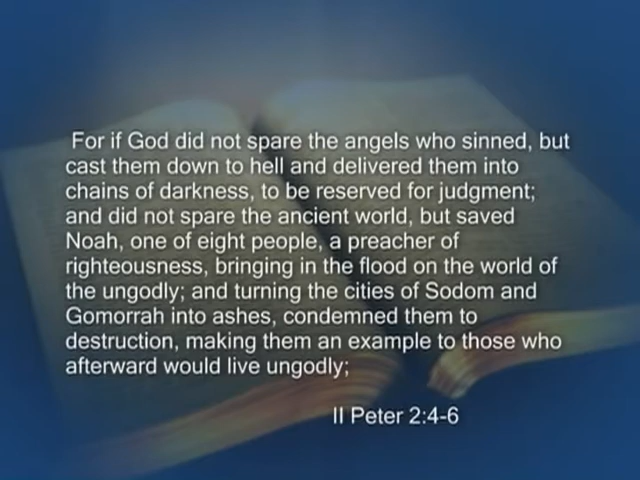 For if God did not spare the angels who sinned, but
cast them down to hell and delivered them into
chains of darkness, to be reserved for judgment;
and did not spare the ancient world, but saved
Noah, one of eight people, a preacher of
righteousness, bringing in the flood on the world of
the ungodly; and turning the cities of Sodom and
Gomorrah into ashes, condemned them to
destruction, making them an example to those who
afterward would live ungodly;
II Peter 2:4-6